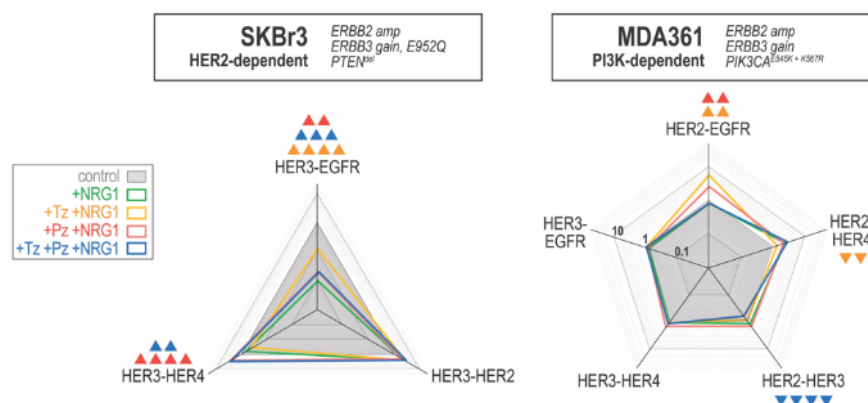 SKBr3
HER2-dependent
ERBB2 amp
ERBB3 gain, E952Q
PTENdel
MDA361
PI3K-dependent
ERBB2 amp
ERBB3 gain
PIK3CAE545K + K567R
control
+NRG1
+Tz +NRG1
+Pz +NRG1
+Tz +Pz +NRG1
HER3-EGFR
HER3-HER4
HER3-HER2
HER2-EGFR
HER3-
EGFR
10
1
0.1
HER2
HER4
HER3-HER4
HER2-HER3